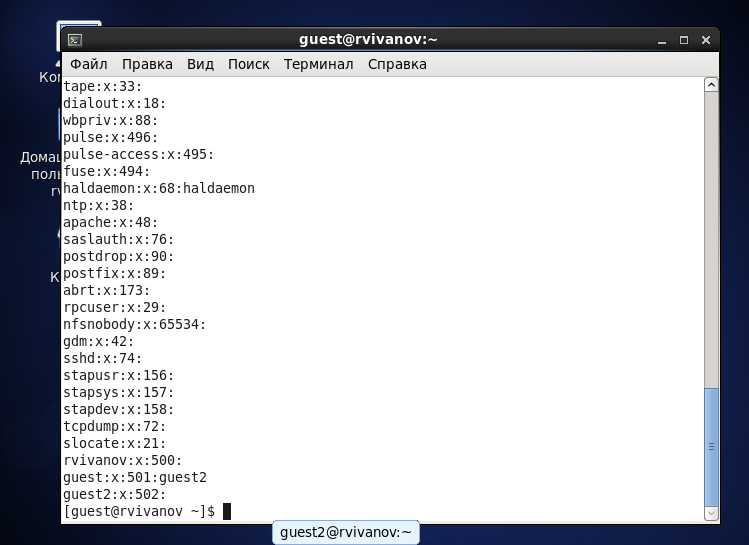 guest@rvivanov:~
Файл Правка Вид Поиск Терминал Справка
tape:x:33:
dialout:x:18:
wbpriv:x:88:
pulse:x:496:
pulse-access:x:495:
fuse:x:494:
haldaemon:x:68:haldaemon
ntp:x:38:
apache:x:48:
saslauth:x:76:
postdrop:x:90:
postfix:x:89:
abrt:x:173:
rpcuser:x:29:
nfsnobody:x:65534:
gdm:x:42:
sshd:x:74:
stapusr:x:156:
stapsys:x:157:
stapdev:x:158:
tcpdump:x:72:
slocate:x:21:
rvivanov:x:500:
guest:x:501:guest2
guest2:x:502:
[guest@rvivanov ~]$
guest2@rvivanov:~